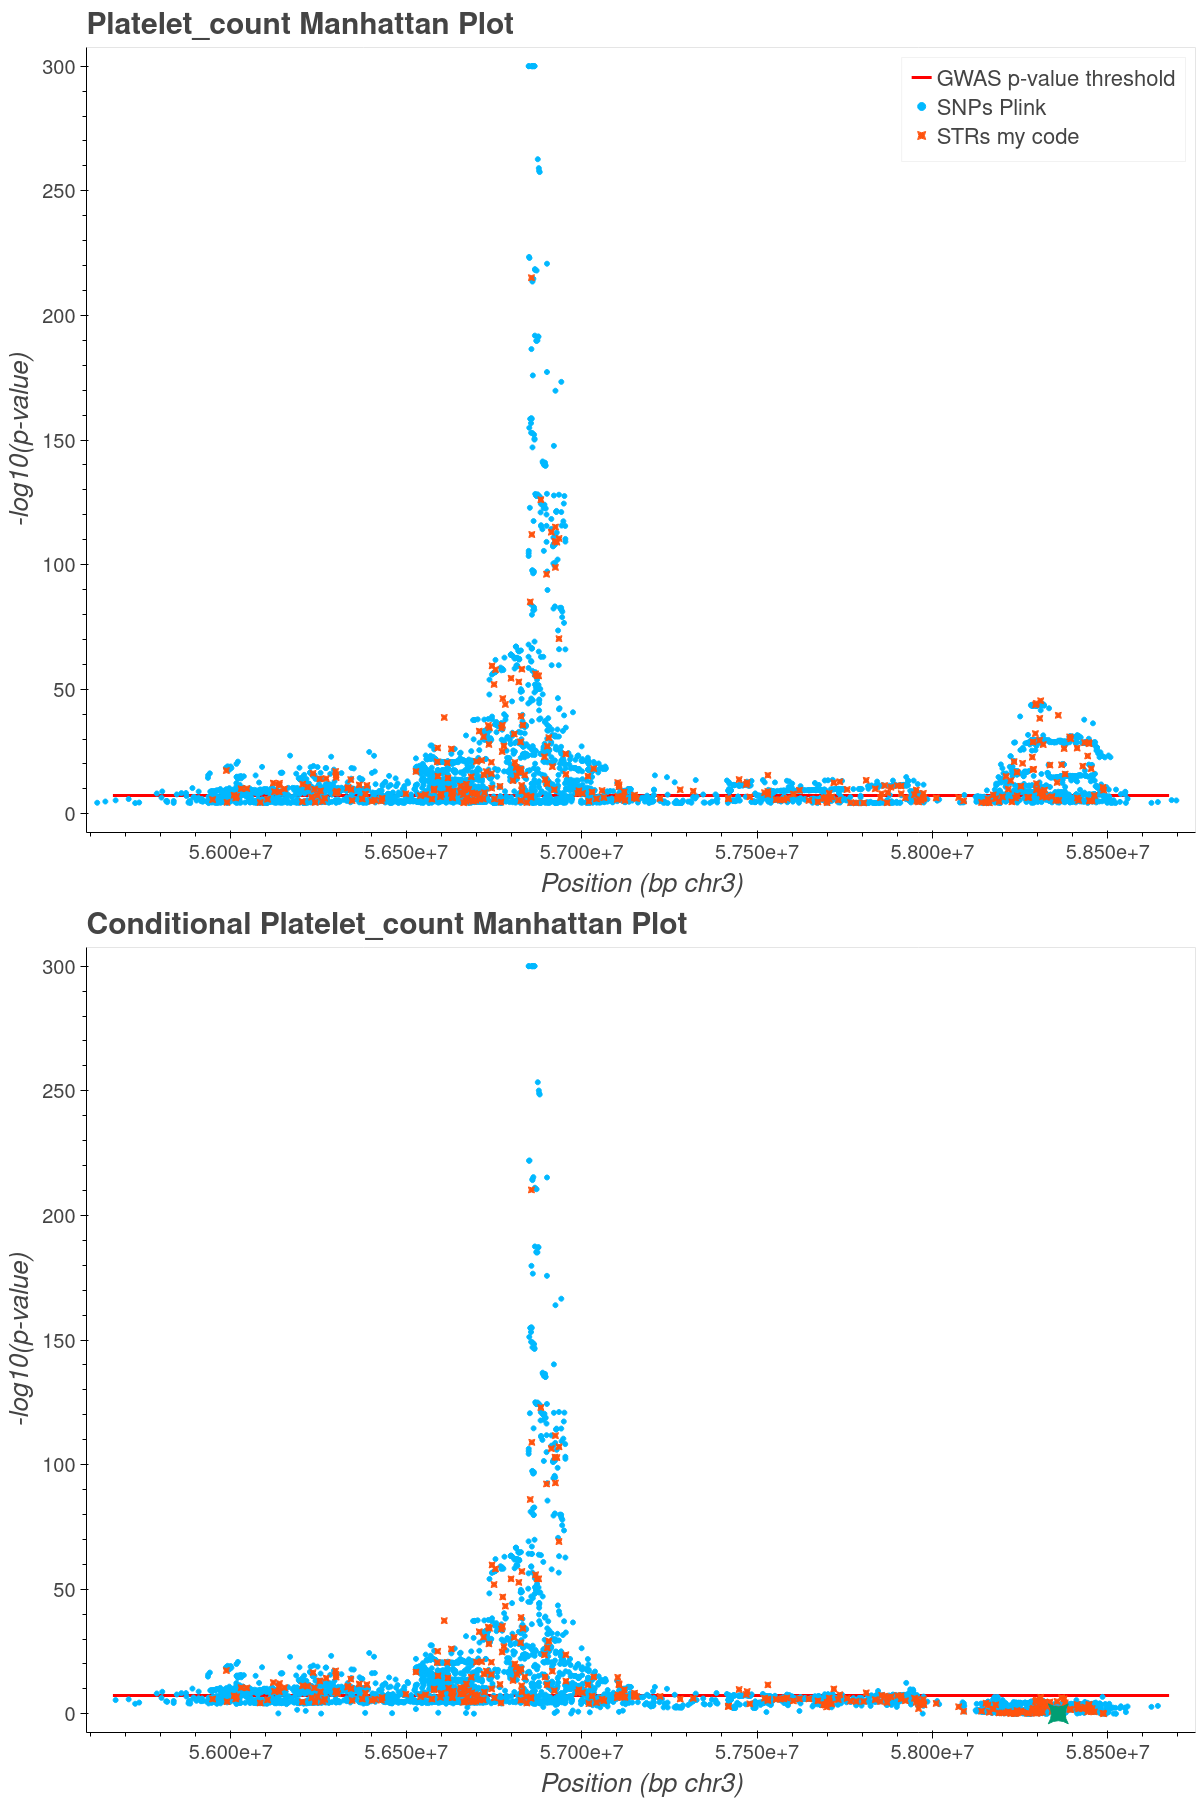 Platelet_count Manhattan Plot
300
250
200
150
100
50
0
-log10(p-value)
GWAS p-value threshold
SNPs Plink
STRs my code
5.600e+7 5.650e+7 5.700e+7 5.750e+7 5.800e+7 5.850e+7
Position (bp chr3)
Conditional Platelet_count Manhattan Plot
300
250
200
150
100
50
0
-log10(p-value)
5.600e+7 5.650e+7 5.700e+7 5.750e+7 5.800e+7 5.850e+7
Position (bp chr3)